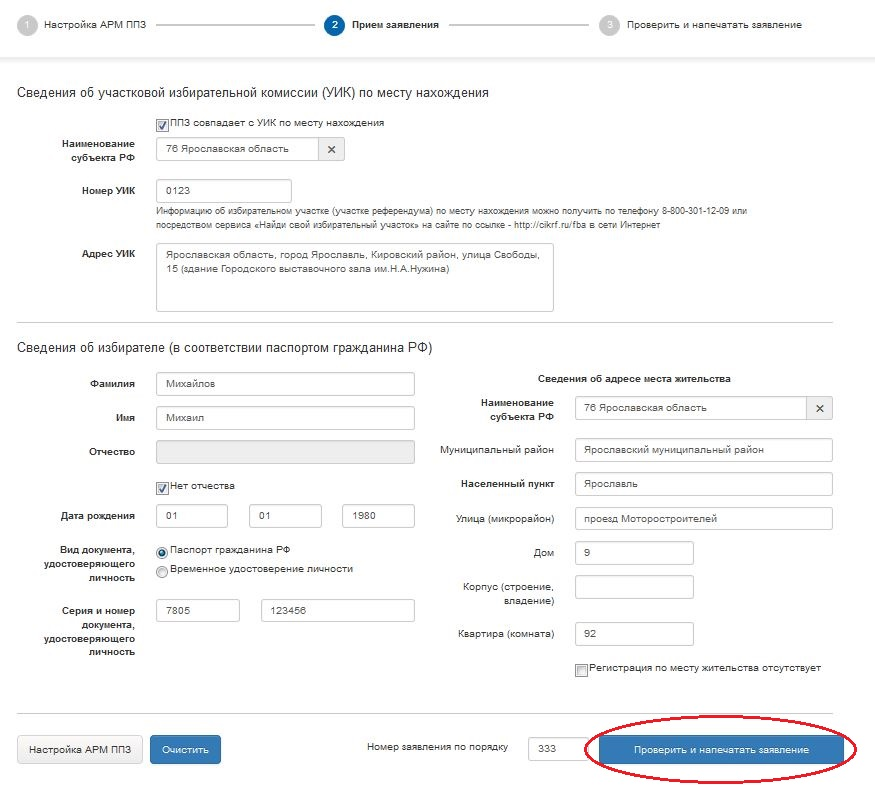 1 Настройка АРМ ППЗ 2 Прием заявления 3 Проверить и напечатать заявление
Сведения об участковой избирательной комиссии (УИК) по месту нахождения
ППЗ совпадает с УИК по месту нахождения
Наименование
субъекта РФ
76 Ярославская область ×
Номер УИК 0123
Информацию об избирательном участке (участке референдума) по месту нахождения можно получить по телефону 8-800-301-12-09 или
посредством сервиса «Найди свой избирательный участок» на сайте по ссылке - http://cikrf.ru/fba в сети Интернет
Адрес УИК
Ярославская область, город Ярославль, Кировский район, улица Свободы,
15 (здание Городского выставочного зала им.Н.А.Нужина)
Сведения об избирателе (в соответствии паспортом гражданина РФ)
Фамилия Михайлов
Имя Михаил
Отчество
Нет отчества
Дата рождения 01 01 1980
Вид документа,
удостоверяющего
личность
Паспорт гражданина РФ
Временное удостоверение личности
Серия и номер
документа,
удостоверяющего
личность
7805 123456
Сведения об адресе места жительства
Наименование
субъекта РФ
76 Ярославская область ×
Муниципальный район Ярославский муниципальный район
Населенный пункт Ярославль
Улица (микрорайон) проезд Моторостроителей
Дом 9
Корпус (строение,
владение)
Квартира (комната) 92
Регистрация по месту жительства отсутствует
Настройка АРМ ППЗ Очистить Номер заявления по порядку 333 Проверить и напечатать заявление